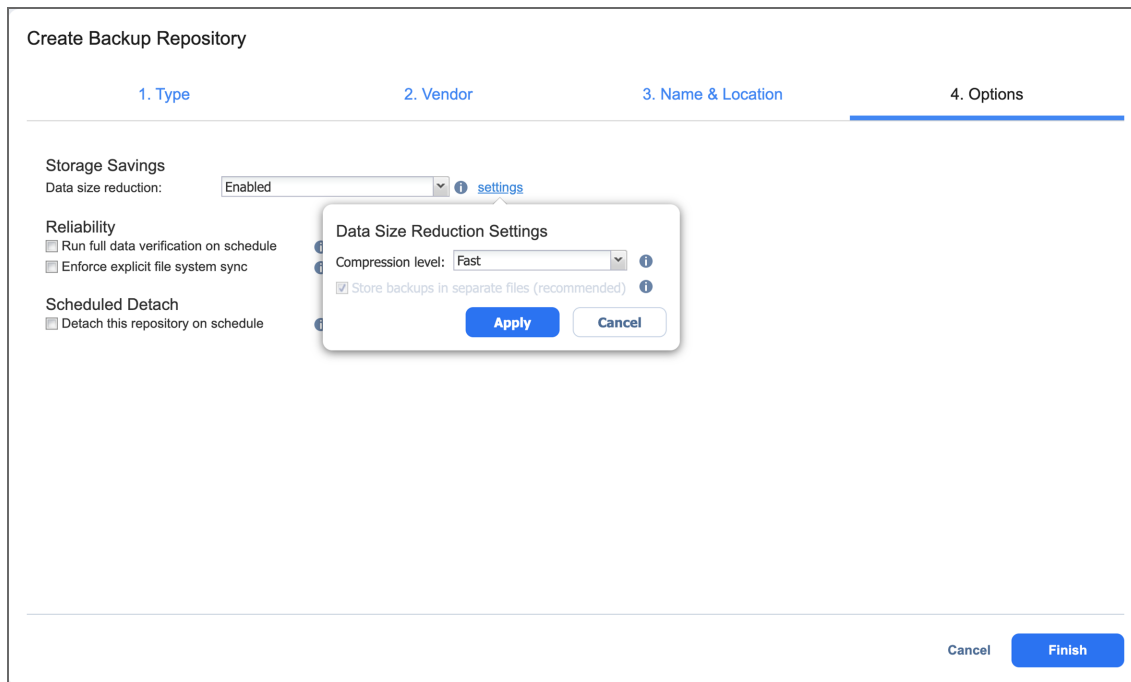 Create Backup Repository
1. Type
2. Vendor
3. Name & Location
4. Options
Storage Savings
Data size reduction: Enabled settings
Reliability
Run full data verification on schedule
Enforce explicit file system sync
Scheduled Detach
Detach this repository on schedule
Data Size Reduction Settings
Compression level: Fast
Store backups in separate files (recommended)
Apply Cancel
Cancel Finish